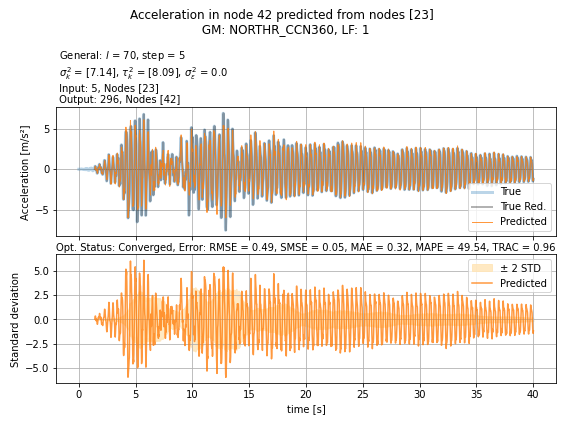 Acceleration in node 42 predicted from nodes [23]
GM: NORTHR_CCN360, LF: 1
General: l = 70, step = 5
σ²ₖ = [7.14], τ²ₖ = [8.09], σ²ᵣ = 0.0
Input: 5, Nodes [23]
Output: 296, Nodes [42]
Acceleration [m/s²]
5
0
−5
True
True Red.
Predicted
Opt. Status: Converged, Error: RMSE = 0.49, SMSE = 0.05, MAE = 0.32, MAPE = 49.54, TRAC = 0.96
Standard deviation
5.0
2.5
0.0
−2.5
−5.0
± 2 STD
Predicted
0 5 10 15 20 25 30 35 40
time [s]